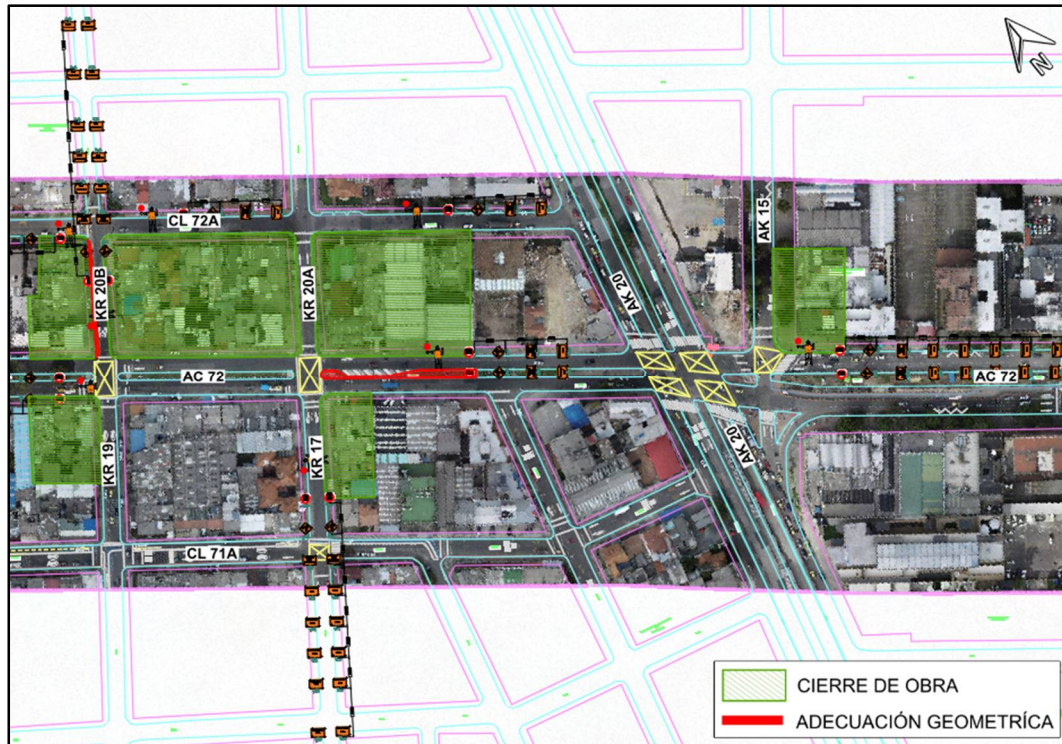 N
CL 72A
AK 15
KR 20B
KR 20A
AK 20
AC 72
AC 72
KR 19
KR 17
AK 20
CL 71A
CIERRE DE OBRA
ADECUACIÓN GEOMETRÍCA